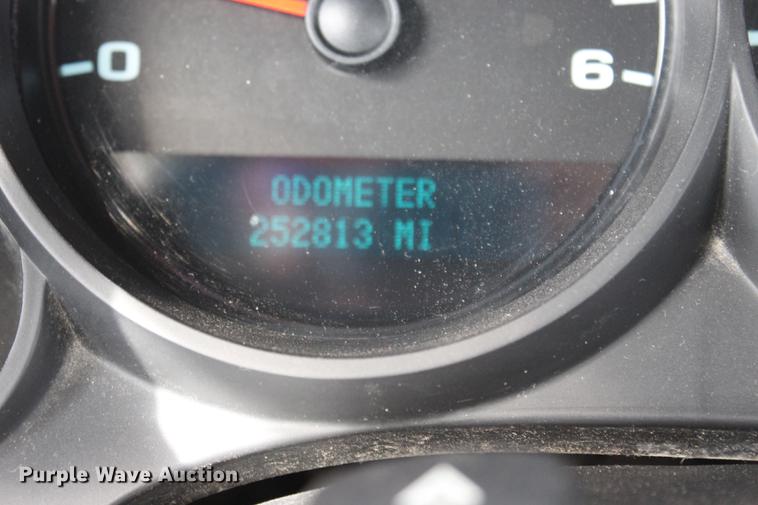 0
6
ODOMETER
252813 MI
Purple Wave Auction